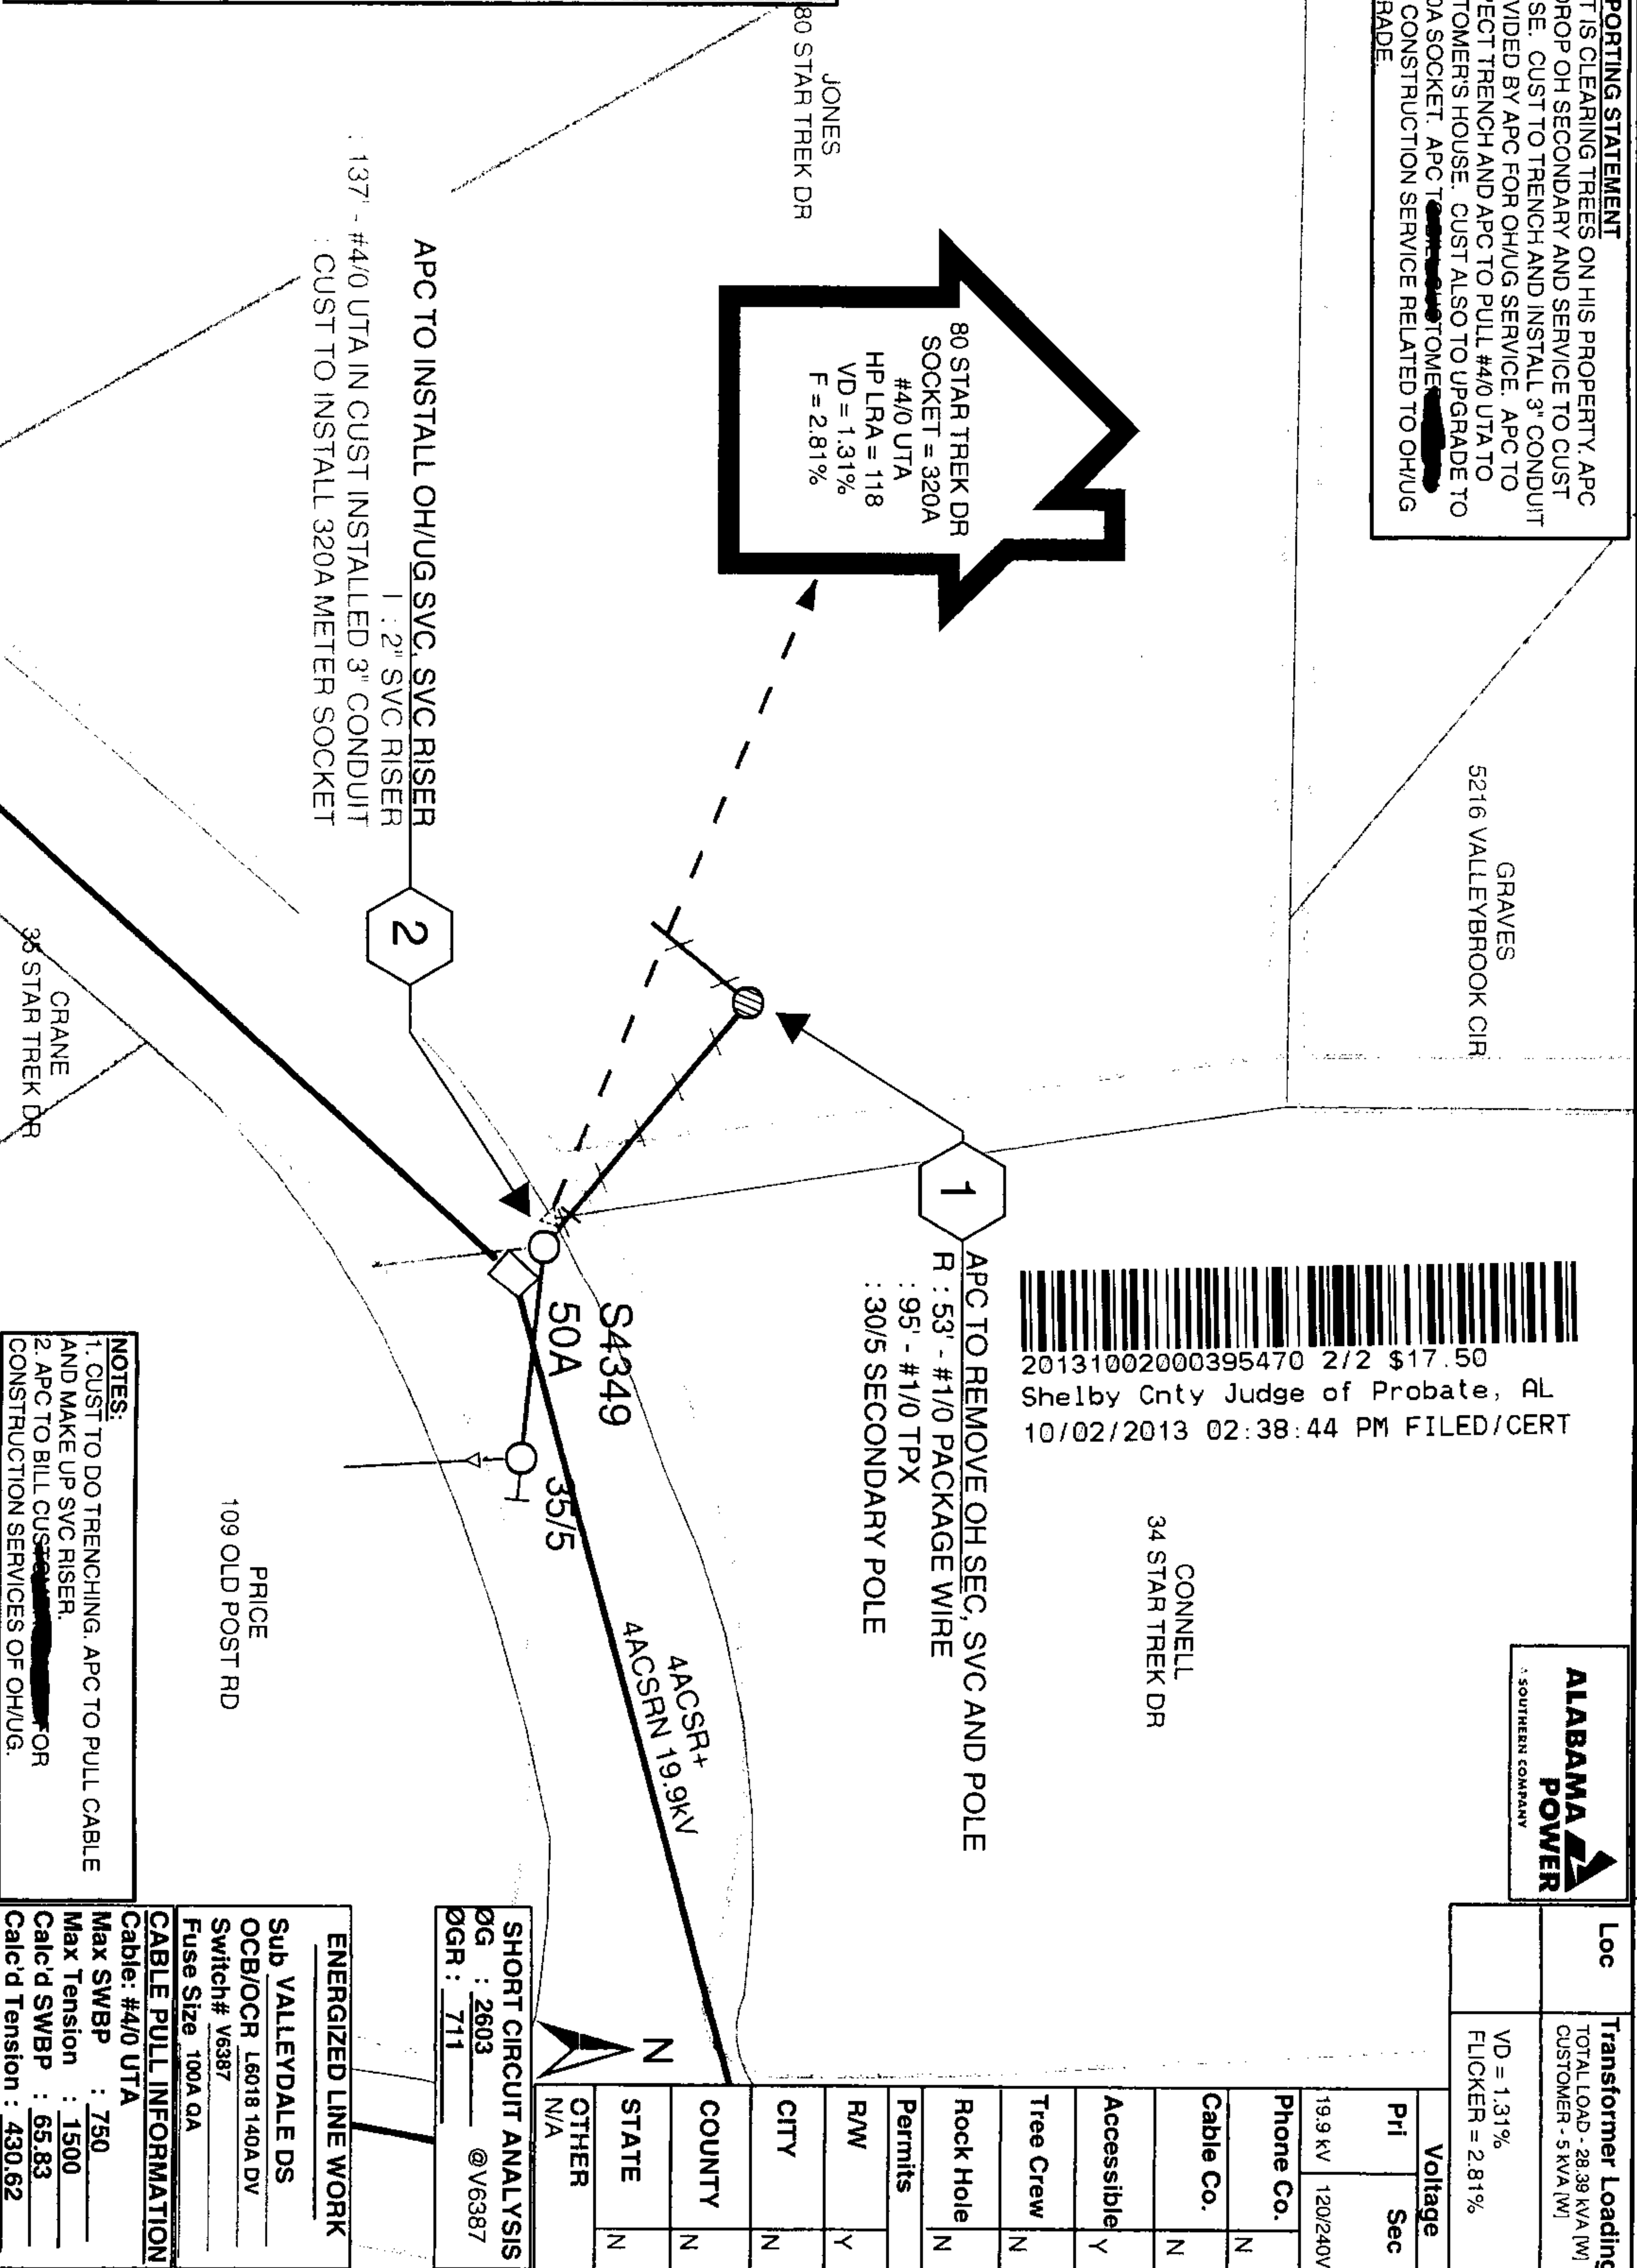 PORTING STATEMENT
T IS CLEARING TREES ON HIS PROPERTY. APC
DROP OH SECONDARY AND SERVICE TO CUST
SE. CUST TO TRENCH AND INSTALL 3" CONDUIT
VIDED BY APC FOR OH/UG SERVICE. APC TO
PECT TRENCH AND APC TO PULL #4/0 UTA TO
TOMER'S HOUSE. CUST ALSO TO UPGRADE TO
0A SOCKET. APC
CONSTRUCTION SERVICE RELATED TO OH/UG
RADE.
GRAVES
5216 VALLEYBROOK CIR
JONES
80 STAR TREK DR
80 STAR TREK DR
SOCKET = 320A
#4/0 UTA
HP LRA = 118
VD = 1.31%
F = 2.81%
APC TO INSTALL OH/UG SVC, SVC RISER
I : 2" SVC RISER
: 137' - #4/0 UTA IN CUST INSTALLED 3" CONDUIT
: CUST TO INSTALL 320A METER SOCKET
2
1
APC TO REMOVE OH SEC, SVC AND POLE
R : 53' - #1/0 PACKAGE WIRE
: 95' - #1/0 TPX
: 30/5 SECONDARY POLE
20131002000395470 2/2 $17.50
Shelby Cnty Judge of Probate, AL
10/02/2013 02:38:44 PM FILED/CERT
CONNELL
34 STAR TREK DR
S4349
50A
35/5
4ACSR+
4ACSRN 19.9kV
CRANE
35 STAR TREK DR
PRICE
109 OLD POST RD
NOTES:
1. CUST TO DO TRENCHING. APC TO PULL CABLE
AND MAKE UP SVC RISER.
2. APC TO BILL FOR
CONSTRUCTION SERVICES OF OH/UG.
ALABAMA
POWER
A SOUTHERN COMPANY
Loc Transformer Loading
TOTAL LOAD - 28.39 kVA [W]
CUSTOMER - 5 kVA [W]
VD = 1.31%
FLICKER = 2.81%
Voltage
Pri Sec
19.9 kV 120/240V
Phone Co. N
Cable Co. N
Accessible Y
Tree Crew N
Rock Hole N
Permits
R/W Y
CITY N
COUNTY N
STATE N
OTHER
N/A
N
SHORT CIRCUIT ANALYSIS
ØG : 2603 @ V6387
ØGR : 711
ENERGIZED LINE WORK
Sub VALLEYDALE DS
OCB/OCR L6018 140A DV
Switch# V6387
Fuse Size 100A QA
CABLE PULL INFORMATION
Cable: #4/0 UTA
Max SWBP : 750
Max Tension : 1500
Calc'd SWBP : 65.83
Calc'd Tension : 430.62